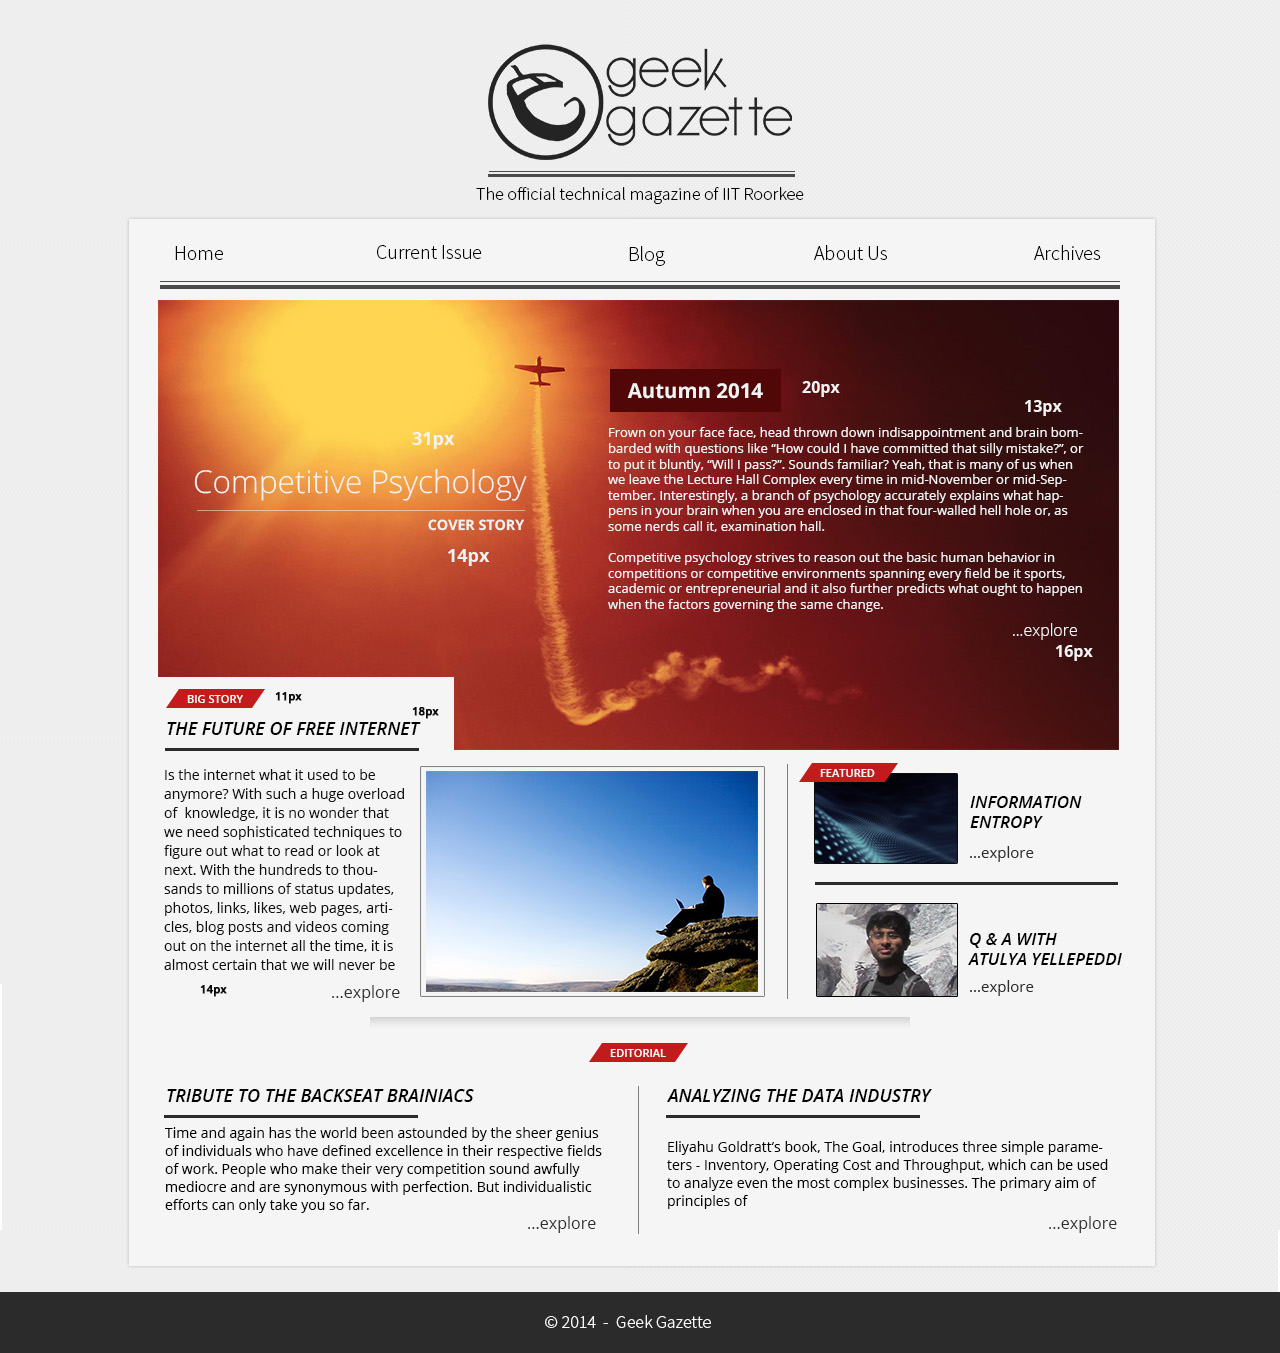 geek
gazette
The official technical magazine of IIT Roorkee
Home
Current Issue
Blog
About Us
Archives
31px
Competitive Psychology
COVER STORY
14px
Autumn 2014
20px
13px
Frown on your face face, head thrown down indisappointment and brain bom-
barded with questions like “How could I have committed that silly mistake?”, or
to put it bluntly, “Will I pass?”. Sounds familiar? Yeah, that is many of us when
we leave the Lecture Hall Complex every time in mid-November or mid-Sep-
tember. Interestingly, a branch of psychology accurately explains what hap-
pens in your brain when you are enclosed in that four-walled hell hole or, as
some nerds call it, examination hall.
Competitive psychology strives to reason out the basic human behavior in
competitions or competitive environments spanning every field be it sports,
academic or entrepreneurial and it also further predicts what ought to happen
when the factors governing the same change.
...explore
16px
BIG STORY
11px
18px
THE FUTURE OF FREE INTERNET
Is the internet what it used to be
anymore? With such a huge overload
of  knowledge, it is no wonder that
we need sophisticated techniques to
figure out what to read or look at
next. With the hundreds to thou-
sands to millions of status updates,
photos, links, likes, web pages, arti-
cles, blog posts and videos coming
out on the internet all the time, it is
almost certain that we will never be
14px
...explore
FEATURED
INFORMATION
ENTROPY
...explore
Q & A WITH
ATULYA YELLEPEDDI
...explore
EDITORIAL
TRIBUTE TO THE BACKSEAT BRAINIACS
Time and again has the world been astounded by the sheer genius
of individuals who have defined excellence in their respective fields
of work. People who make their very competition sound awfully
mediocre and are synonymous with perfection. But individualistic
efforts can only take you so far.
...explore
ANALYZING THE DATA INDUSTRY
Eliyahu Goldratt’s book, The Goal, introduces three simple parame-
ters - Inventory, Operating Cost and Throughput, which can be used
to analyze even the most complex businesses. The primary aim of
principles of
...explore
© 2014  -  Geek Gazette